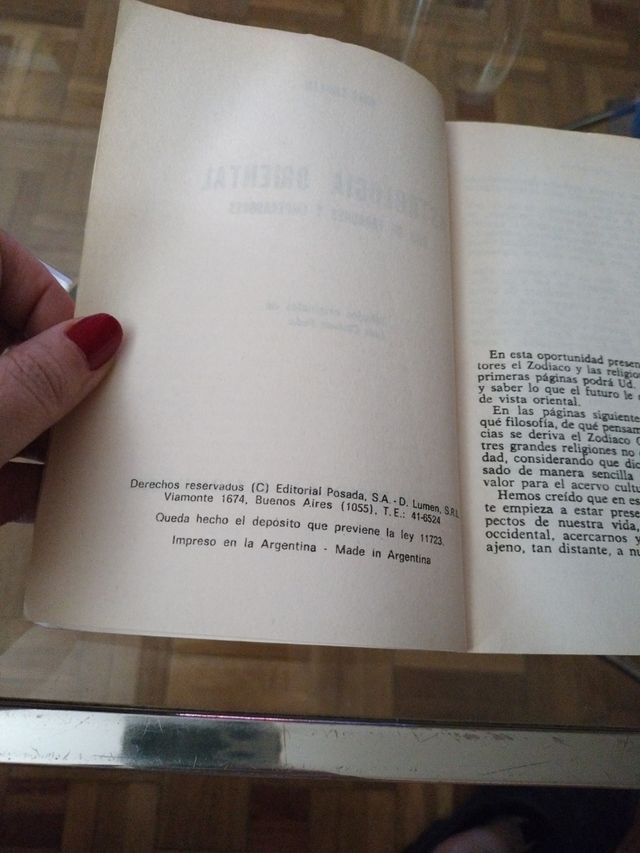 Derechos reservados (C) Editorial Posada, S.A. - D. Lumen, S.R.L.
Viamonte 1674, Buenos Aires (1055), T.E.: 41-6524
Queda hecho el depósito que previene la ley 11723.
Impreso en la Argentina - Made in Argentina
En esta oportunidad presen
tores el Zodiaco y las religio
primeras páginas podrá Ud.
y saber lo que el futuro le
de vista oriental.
En las páginas siguiente
qué filosofía, de qué pensam
cias se deriva el Zodiaco
tres grandes religiones no
dad, considerando que dic
sado de manera sencilla
valor para el acervo cultu
Hemos creído que en es
te empieza a estar prese
pectos de nuestra vida,
occidental, acercarnos y
ajeno, tan distante, a nu